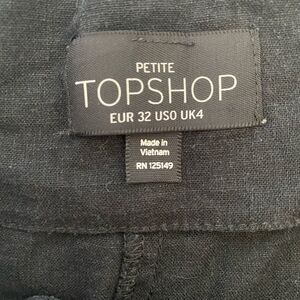 PETITE
TOPSHOP
EUR 32 US0 UK4
Made in
Vietnam
RN 125149